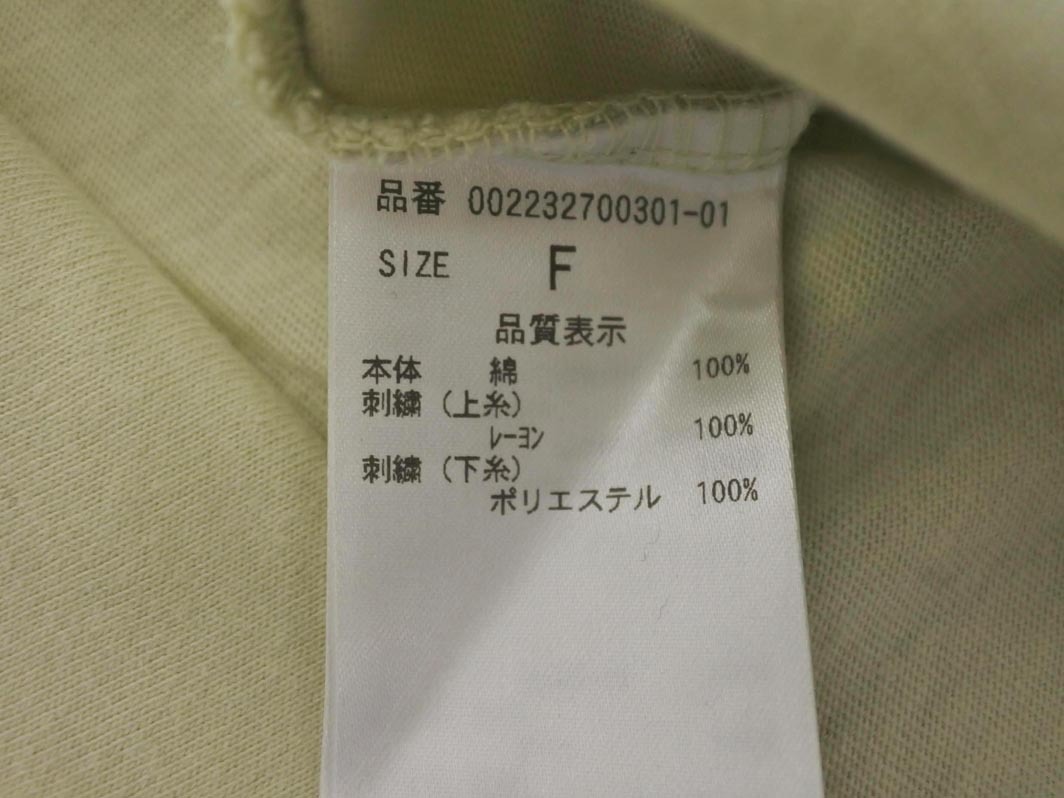 品番 002232700301-01
SIZE F
品質表示
本体 綿 100%
刺繍（上糸）
ﾚｰﾖﾝ 100%
刺繍（下糸）
ポリエステル 100%